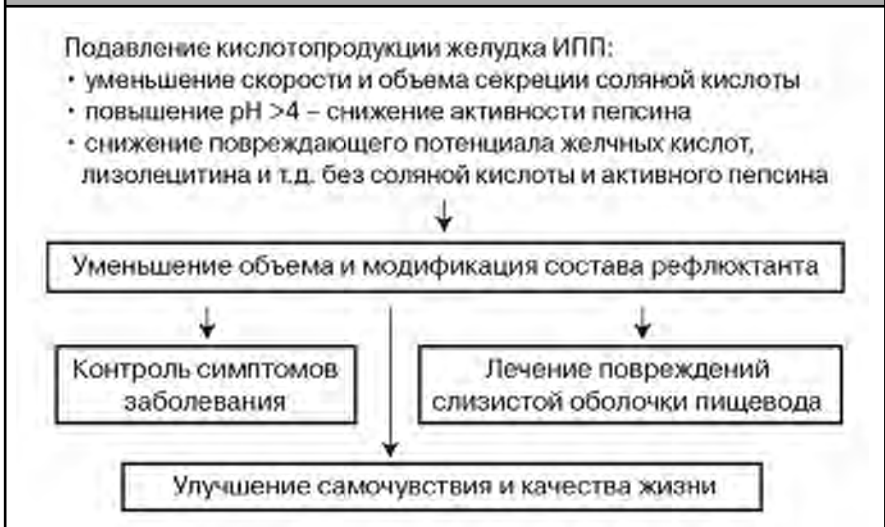 Подавление кислотопродукции желудка ИПП:
• уменьшение скорости и объема секреции соляной кислоты
• повышение pH >4 – снижение активности пепсина
• снижение повреждающего потенциала желчных кислот,
лизолецитина и т.д. без соляной кислоты и активного пепсина
Уменьшение объема и модификация состава рефлюктанта
Контроль симптомов
заболевания
Лечение повреждений
слизистой оболочки пищевода
Улучшение самочувствия и качества жизни